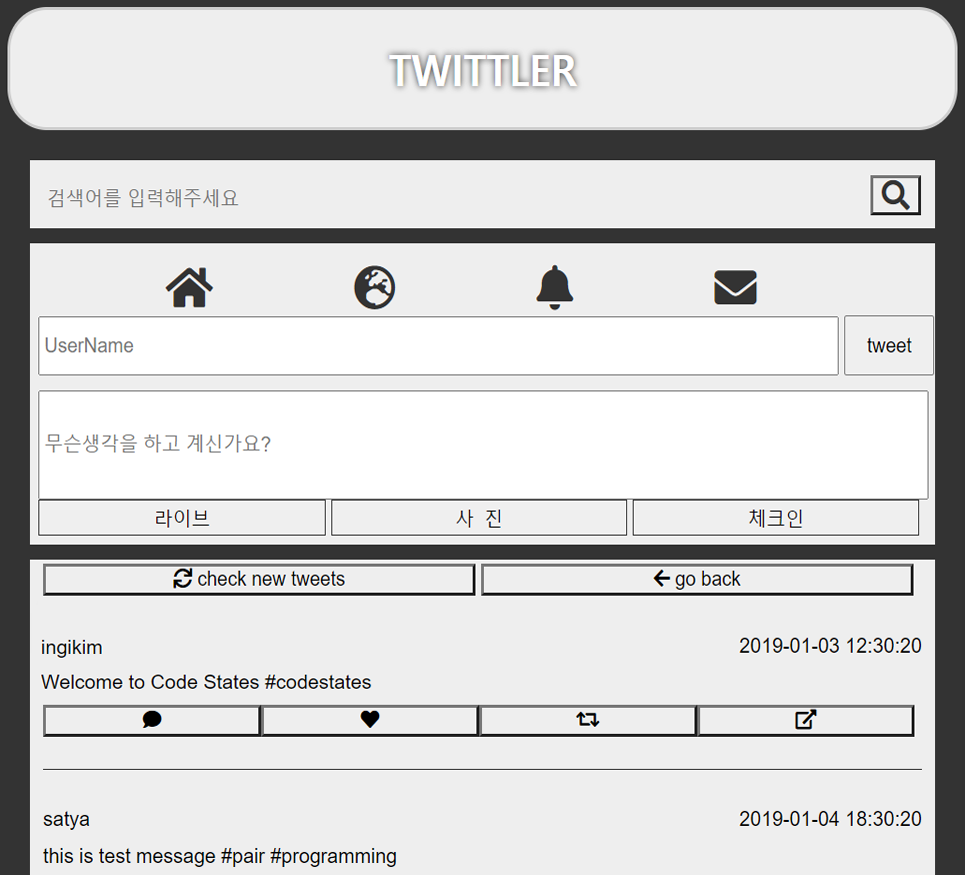 TWITTLER
검색어를 입력해주세요
UserName
tweet
무슨생각을 하고 계신가요?
라이브 사 진 체크인
check new tweets go back
ingikim 2019-01-03 12:30:20
Welcome to Code States #codestates
satya 2019-01-04 18:30:20
this is test message #pair #programming